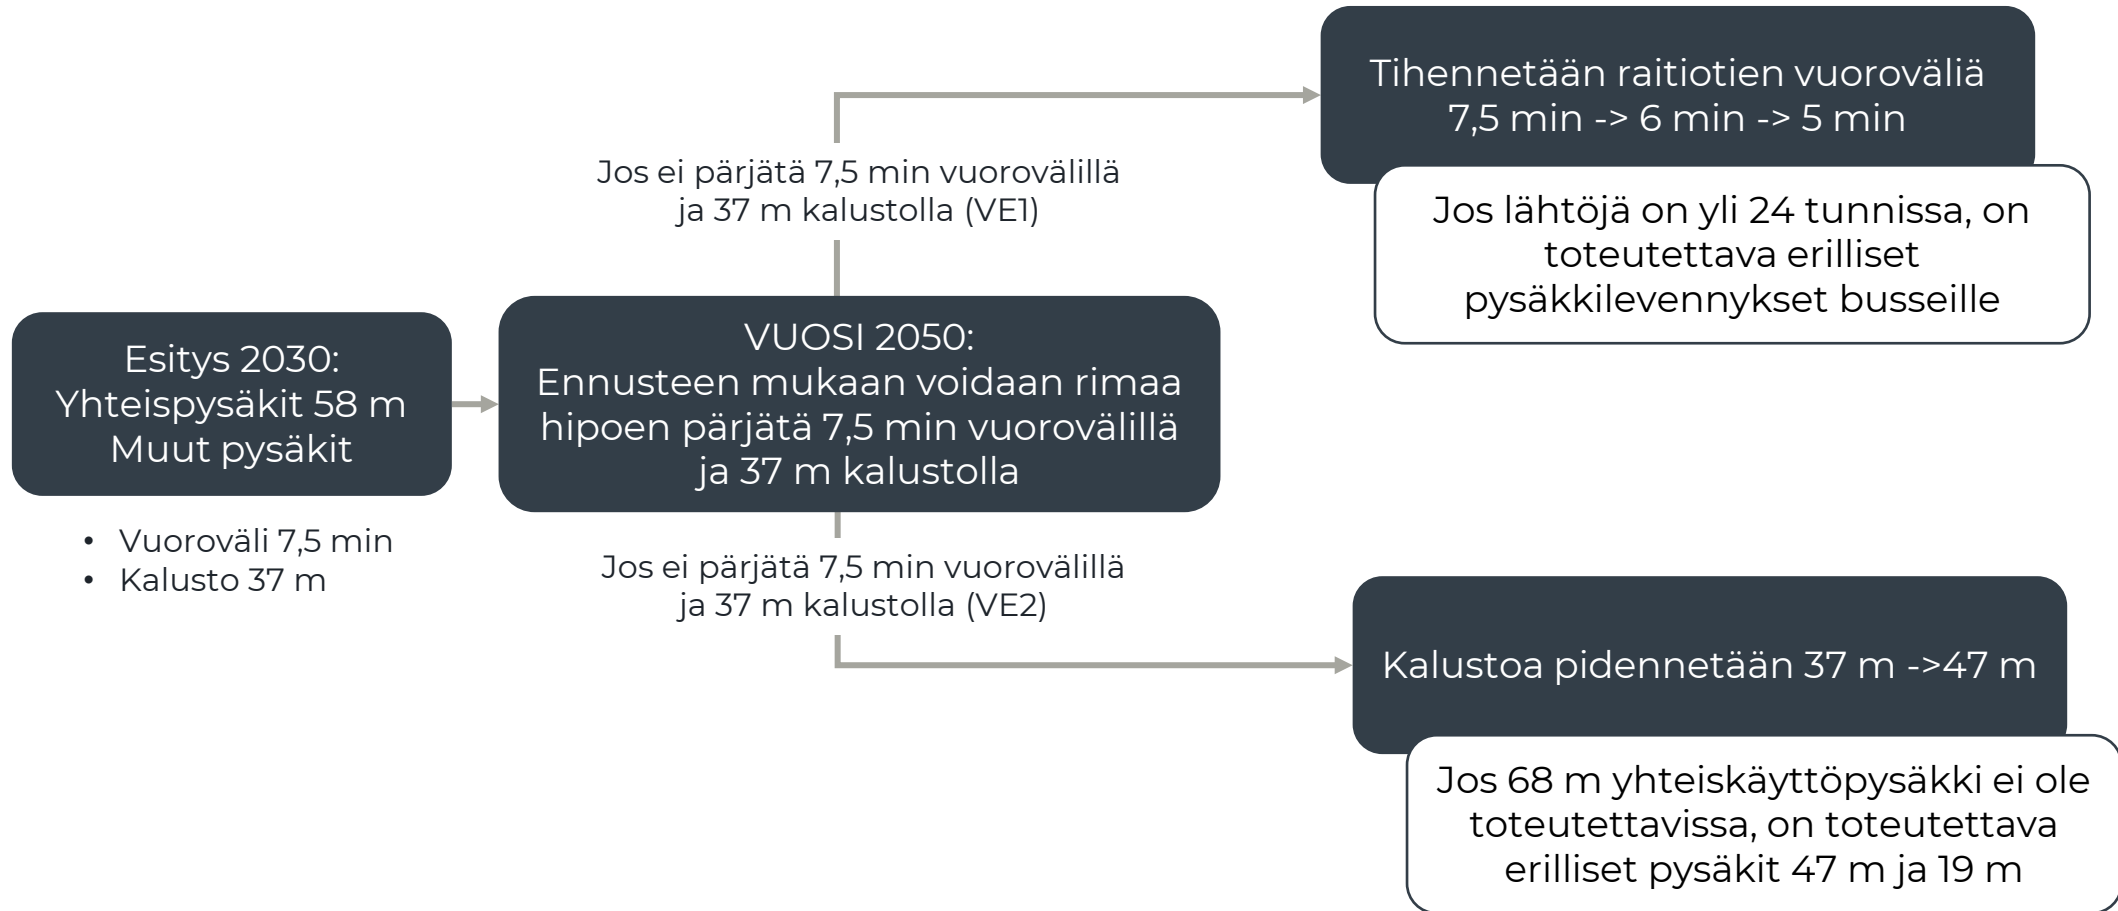 Esitys 2030:
Yhteispysäkit 58 m
Muut pysäkit
• Vuoroväli 7,5 min
• Kalusto 37 m
VUOSI 2050:
Ennusteen mukaan voidaan rimaa
hipoen pärjätä 7,5 min vuorovälillä
ja 37 m kalustolla
Jos ei pärjätä 7,5 min vuorovälillä
ja 37 m kalustolla (VE1)
Tihennetään raitiotien vuoroväliä
7,5 min -> 6 min -> 5 min
Jos lähtöjä on yli 24 tunnissa, on
toteutettava erilliset
pysäkkilevennykset busseille
Jos ei pärjätä 7,5 min vuorovälillä
ja 37 m kalustolla (VE2)
Kalustoa pidennetään 37 m ->47 m
Jos 68 m yhteiskäyttöpysäkki ei ole
toteutettavissa, on toteutettava
erilliset pysäkit 47 m ja 19 m